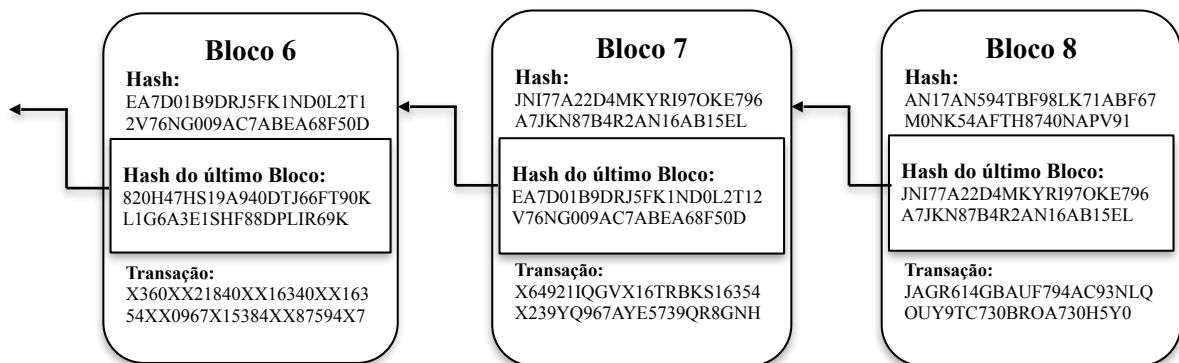 Bloco 6
Hash:
EA7D01B9DRJ5FK1ND0L2T1
2V76NG009AC7ABEA68F50D
Hash do último Bloco:
820H47HS19A940DTJ66FT90K
L1G6A3E1SHF88DPLIR69K
Transação:
X360XX21840XX16340XX163
54XX0967X15384XX87594X7
Bloco 7
Hash:
JNI77A22D4MKYRI97OKE796
A7JKN87B4R2AN16AB15EL
Hash do último Bloco:
EA7D01B9DRJ5FK1ND0L2T12
V76NG009AC7ABEA68F50D
Transação:
X64921IQGVX16TRBKS16354
X239YQ967AYE5739QR8GNH
Bloco 8
Hash:
AN17AN594TBF98LK71ABF67
M0NK54AFTH8740NAPV91
Hash do último Bloco:
JNI77A22D4MKYRI97OKE796
A7JKN87B4R2AN16AB15EL
Transação:
JAGR614GBAUF794AC93NLQ
OUY9TC730BROA730H5Y0